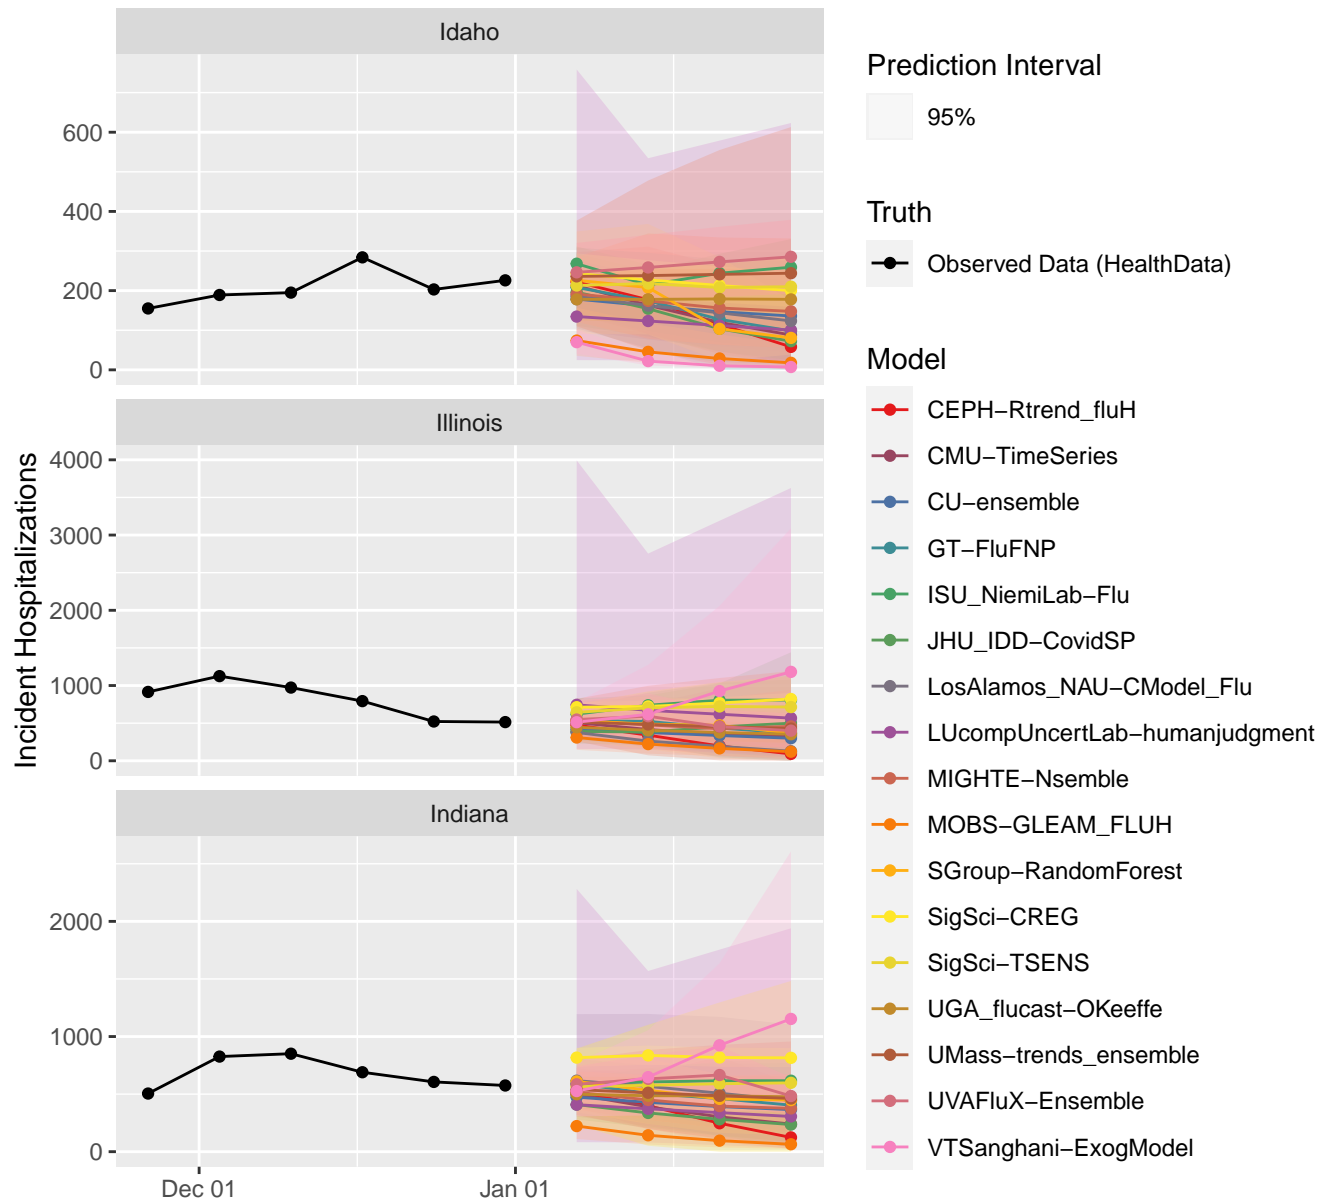 Idaho
600
400
200
0
Illinois
4000
3000
2000
1000
0
Indiana
2000
1000
0
Incident Hospitalizations
Dec 01
Jan 01
Prediction Interval
95%
Truth
Observed Data (HealthData)
Model
CEPH−Rtrend_fluH
CMU−TimeSeries
CU−ensemble
GT−FluFNP
ISU_NiemiLab−Flu
JHU_IDD−CovidSP
LosAlamos_NAU−CModel_Flu
LUcompUncertLab−humanjudgment
MIGHTE−Nsemble
MOBS−GLEAM_FLUH
SGroup−RandomForest
SigSci−CREG
SigSci−TSENS
UGA_flucast−OKeeffe
UMass−trends_ensemble
UVAFluX−Ensemble
VTSanghani−ExogModel